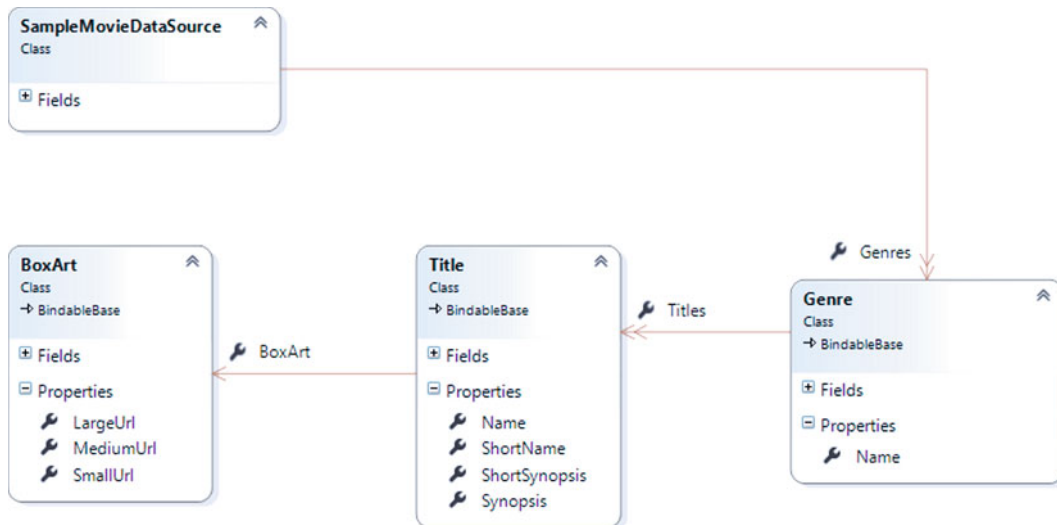 SampleMovieDataSource
Class
Fields
Genres
BoxArt
Class
BindableBase
Fields
Properties
LargeUrl
MediumUrl
SmallUrl
BoxArt
Title
Class
BindableBase
Fields
Properties
Name
ShortName
ShortSynopsis
Synopsis
Titles
Genre
Class
BindableBase
Fields
Properties
Name